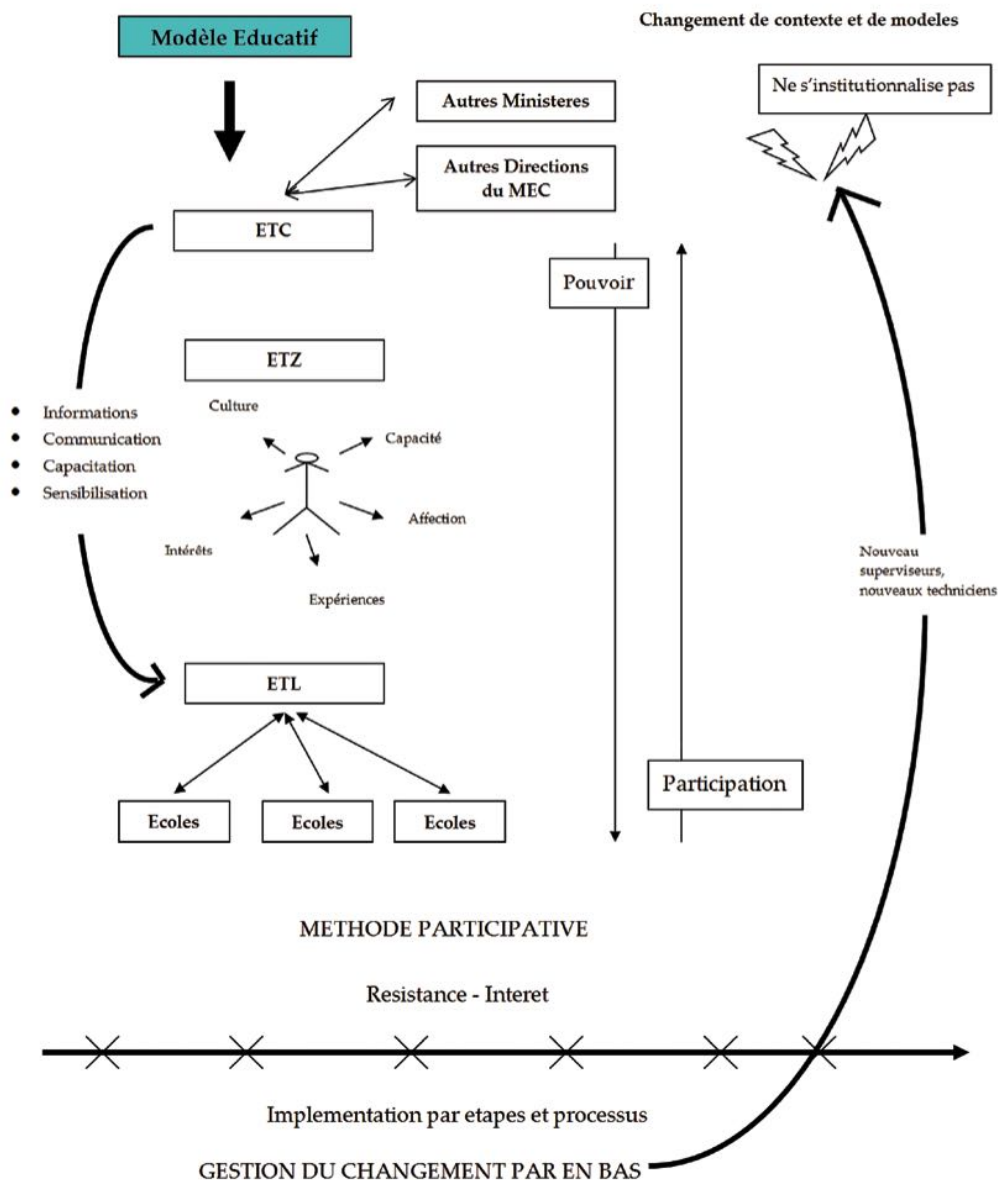 Changement de contexte et de modeles
Modèle Educatif
Ne s'institutionnalise pas
Autres Ministeres
Autres Directions
du MEC
ETC
Pouvoir
ETZ
Culture
Capacité
• Informations
• Communication
• Capacitation
• Sensibilisation
Affection
Intérêts
Expériences
Nouveau
superviseurs,
nouveaux techniciens
ETL
Participation
Ecoles
Ecoles
Ecoles
METHODE PARTICIPATIVE
Resistance - Interet
Implementation par etapes et processus
GESTION DU CHANGEMENT PAR EN BAS